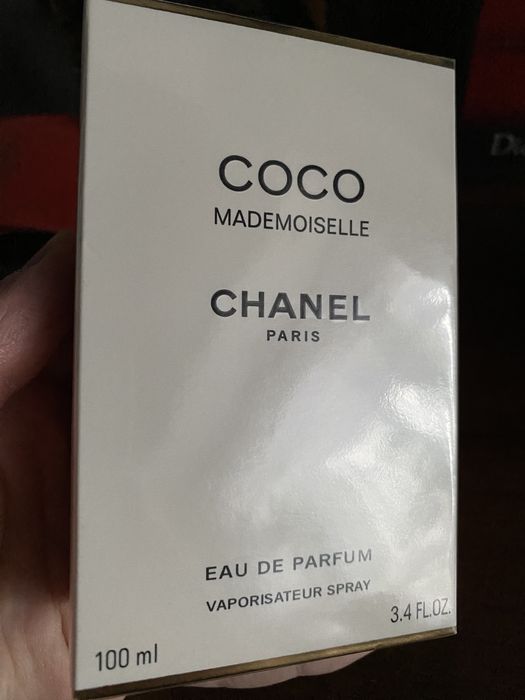 COCO
MADEMOISELLE
CHANEL
PARIS
EAU DE PARFUM
VAPORISATEUR SPRAY
100 ml
3.4 FL.OZ.